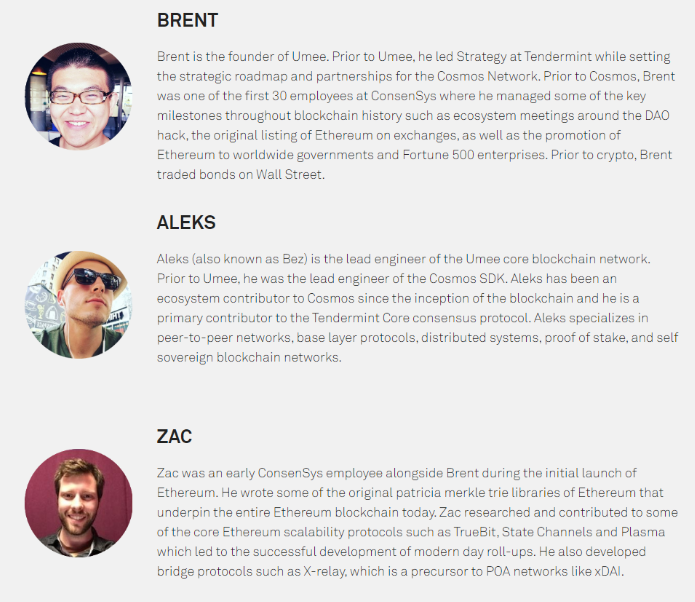 BRENT
Brent is the founder of Umee. Prior to Umee, he led Strategy at Tendermint while setting
the strategic roadmap and partnerships for the Cosmos Network. Prior to Cosmos, Brent
was one of the first 30 employees at ConsenSys where he managed some of the key
milestones throughout blockchain history such as ecosystem meetings around the DAO
hack, the original listing of Ethereum on exchanges, as well as the promotion of
Ethereum to worldwide governments and Fortune 500 enterprises. Prior to crypto, Brent
traded bonds on Wall Street.
ALEKS
Aleks (also known as Bez) is the lead engineer of the Umee core blockchain network.
Prior to Umee, he was the lead engineer of the Cosmos SDK. Aleks has been an
ecosystem contributor to Cosmos since the inception of the blockchain and he is a
primary contributor to the Tendermint Core consensus protocol. Aleks specializes in
peer-to-peer networks, base layer protocols, distributed systems, proof of stake, and self
sovereign blockchain networks.
ZAC
Zac was an early ConsenSys employee alongside Brent during the initial launch of
Ethereum. He wrote some of the original patricia merkle trie libraries of Ethereum that
underpin the entire Ethereum blockchain today. Zac researched and contributed to some
of the core Ethereum scalability protocols such as TrueBit, State Channels and Plasma
which led to the successful development of modern day roll-ups. He also developed
bridge protocols such as X-relay, which is a precursor to POA networks like xDAI.